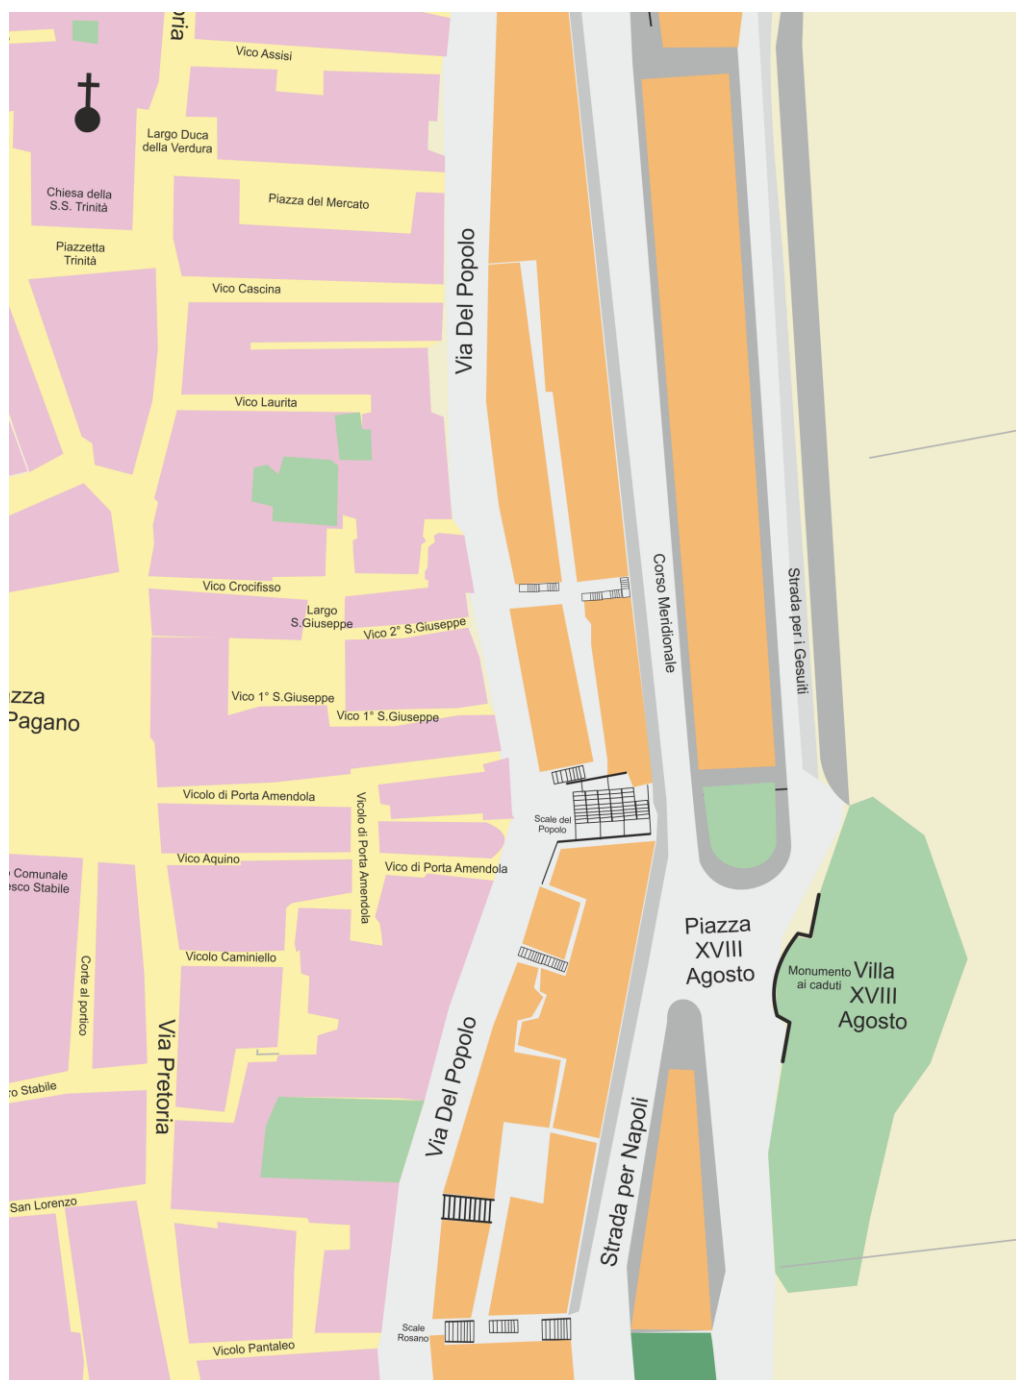 oria
Vico Assisi
Largo Duca
della Verdura
Chiesa della
S.S. Trinità
Piazza del Mercato
Piazzetta
Trinità
Vico Cascina
Via Del Popolo
Vico Laurita
Vico Crocifisso
Largo
S.Giuseppe
Vico 2° S.Giuseppe
Corso Meridionale
Strada per i Gesuiti
zza
Pagano
Vico 1° S.Giuseppe
Vico 1° S.Giuseppe
Vicolo di Porta Amendola
Vicolo di Porta Amendola
Scale del
Popolo
Vico Aquino
Vico di Porta Amendola
o Comunale
esco Stabile
Piazza
XVIII
Agosto
Monumento
ai caduti
Villa
XVIII
Agosto
Vicolo Caminiello
Corte al portico
Via Pretoria
Via Del Popolo
ro Stabile
Strada per Napoli
San Lorenzo
Scale
Rosano
Vicolo Pantaleo